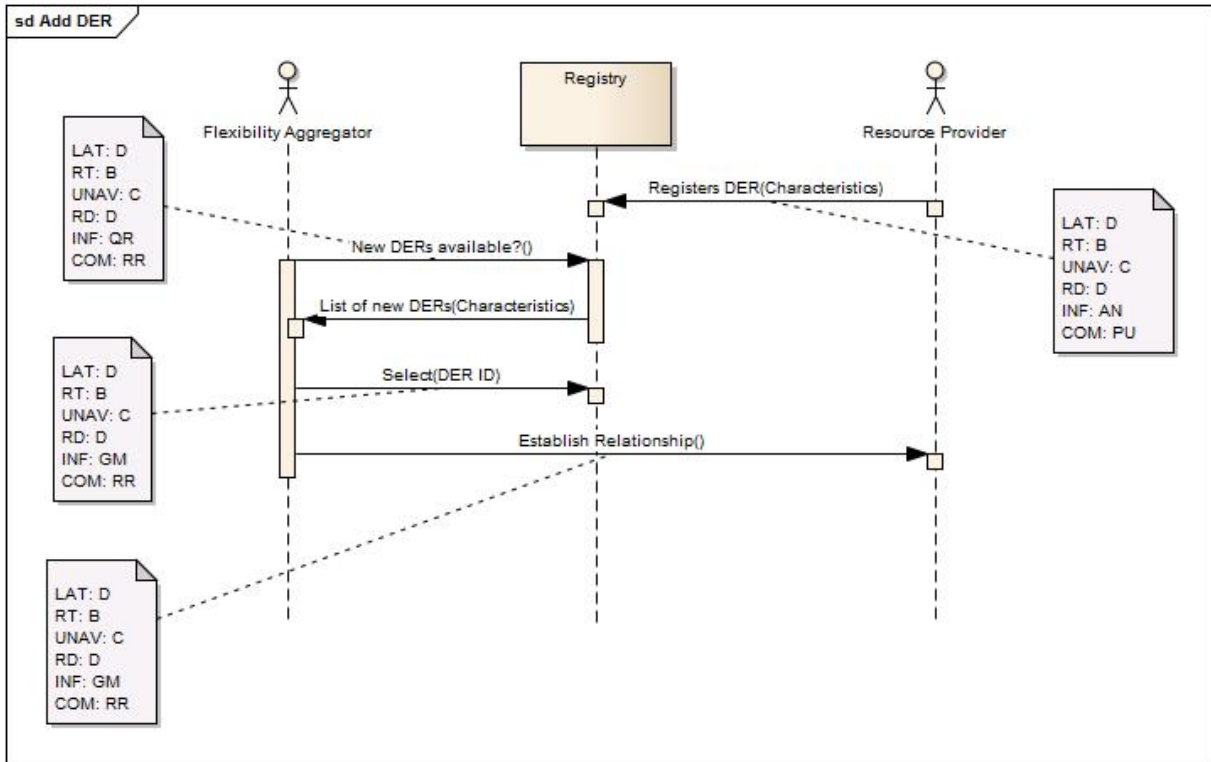 sd Add DER
Flexibility Aggregator
Registry
Resource Provider
LAT: D
RT: B
UNAV: C
RD: D
INF: QR
COM: RR
Registers DER(Characteristics)
LAT: D
RT: B
UNAV: C
RD: D
INF: AN
COM: PU
New DERs available?()
List of new DERs(Characteristics)
LAT: D
RT: B
UNAV: C
RD: D
INF: GM
COM: RR
Select(DER ID)
Establish Relationship()
LAT: D
RT: B
UNAV: C
RD: D
INF: GM
COM: RR